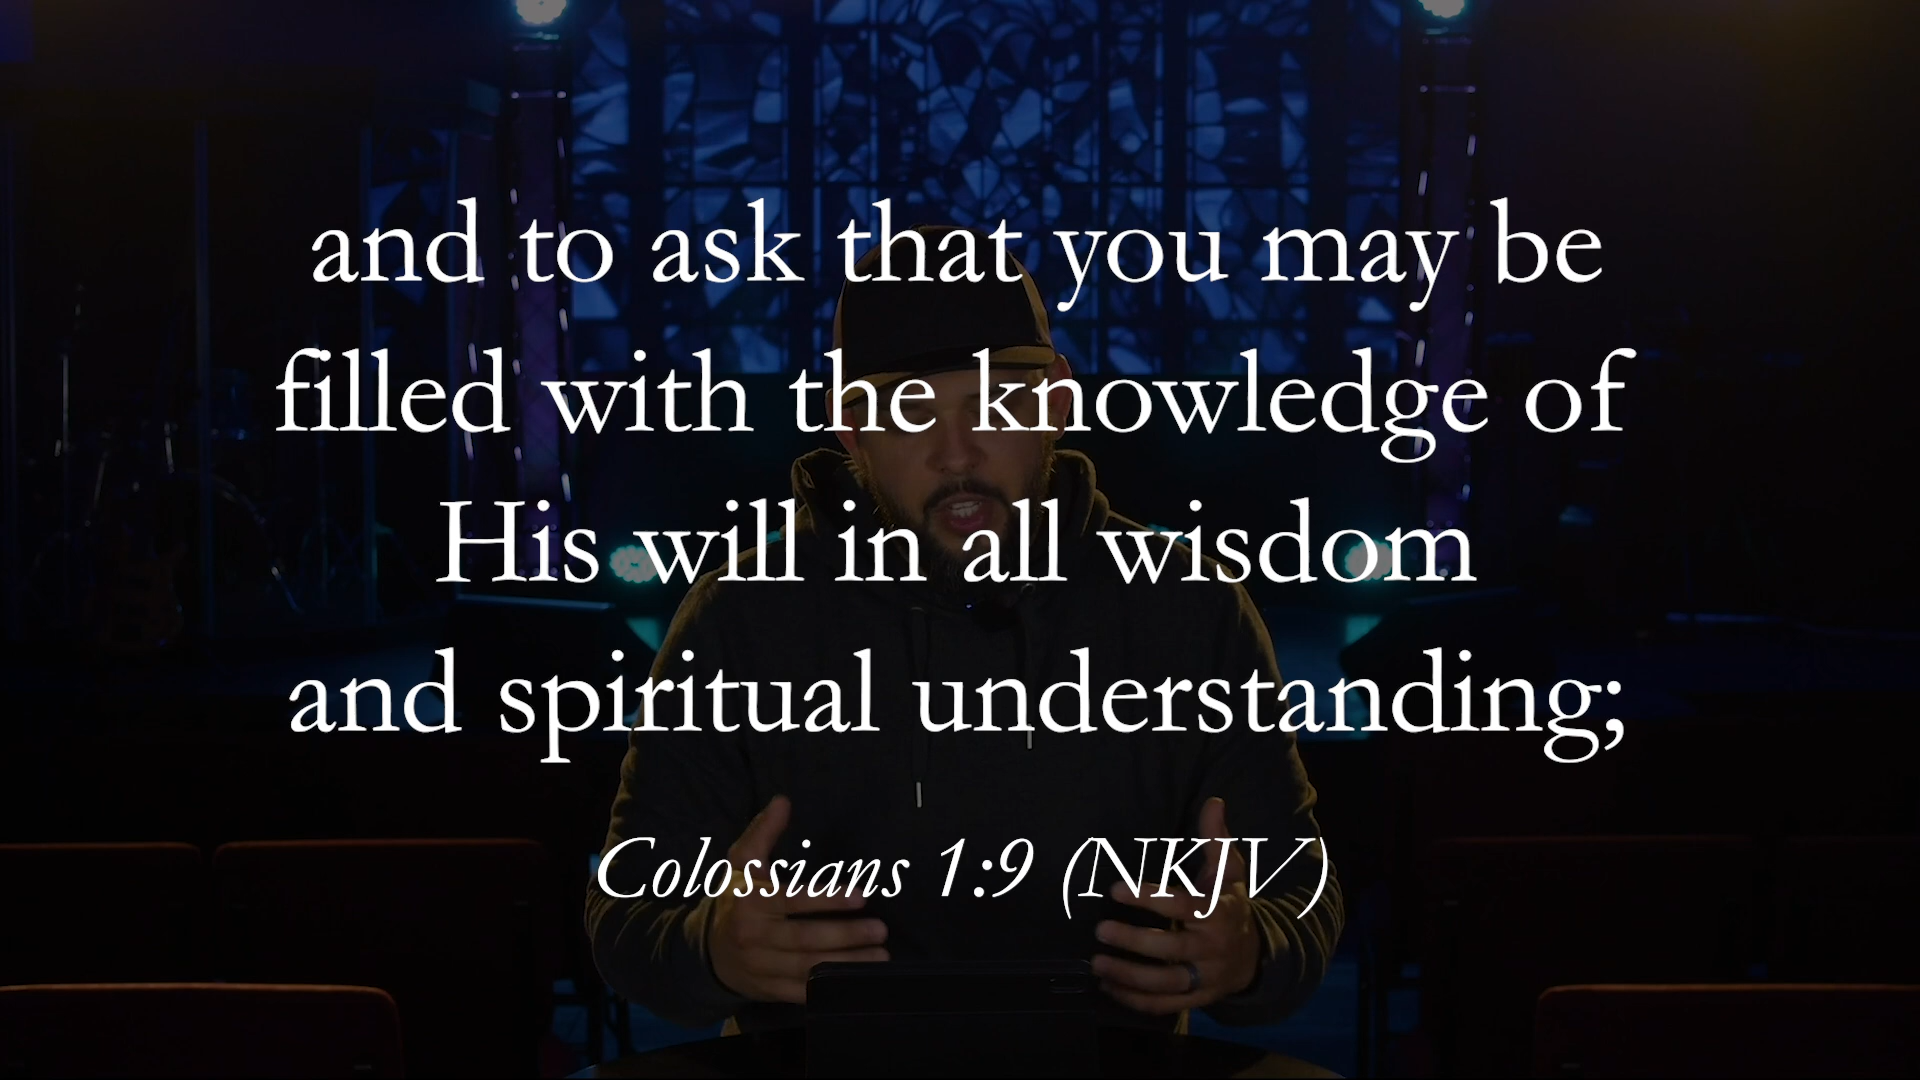 and to ask that you may be
filled with the knowledge of
His will in all wisdom
and spiritual understanding;
Colossians 1:9 (NKJV)